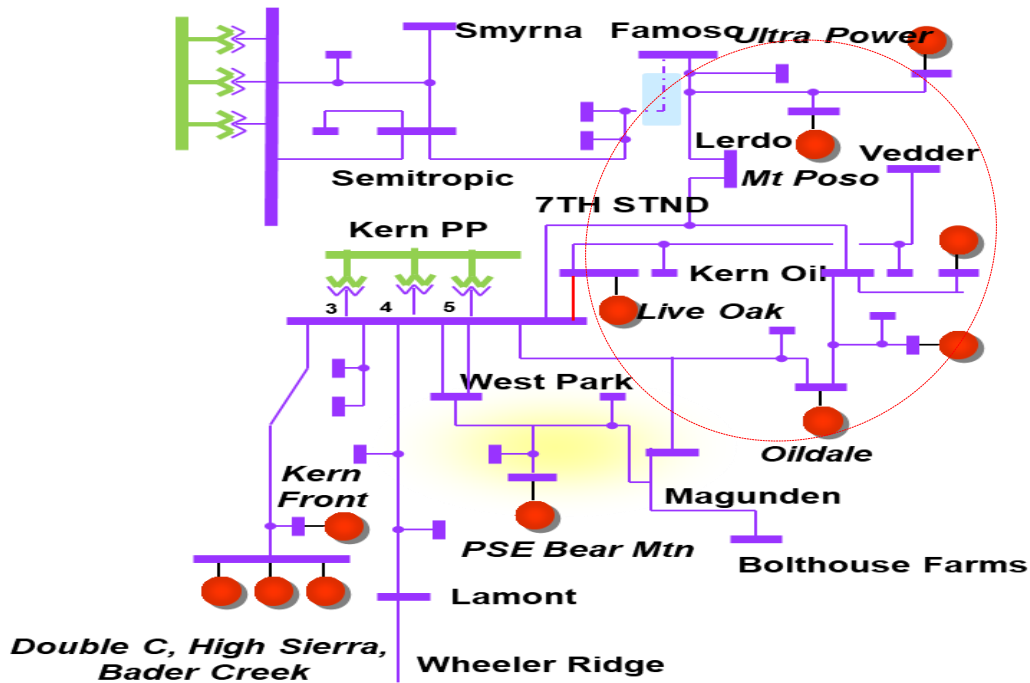 Smyrna
Famoso
Ultra Power
Lerdo
Vedder
Semitropic
Mt Poso
7TH STND
Kern PP
Kern Oil
3
4
5
Live Oak
West Park
Oildale
Kern
Front
Magunden
PSE Bear Mtn
Bolthouse Farms
Lamont
Double C, High Sierra,
Bader Creek
Wheeler Ridge